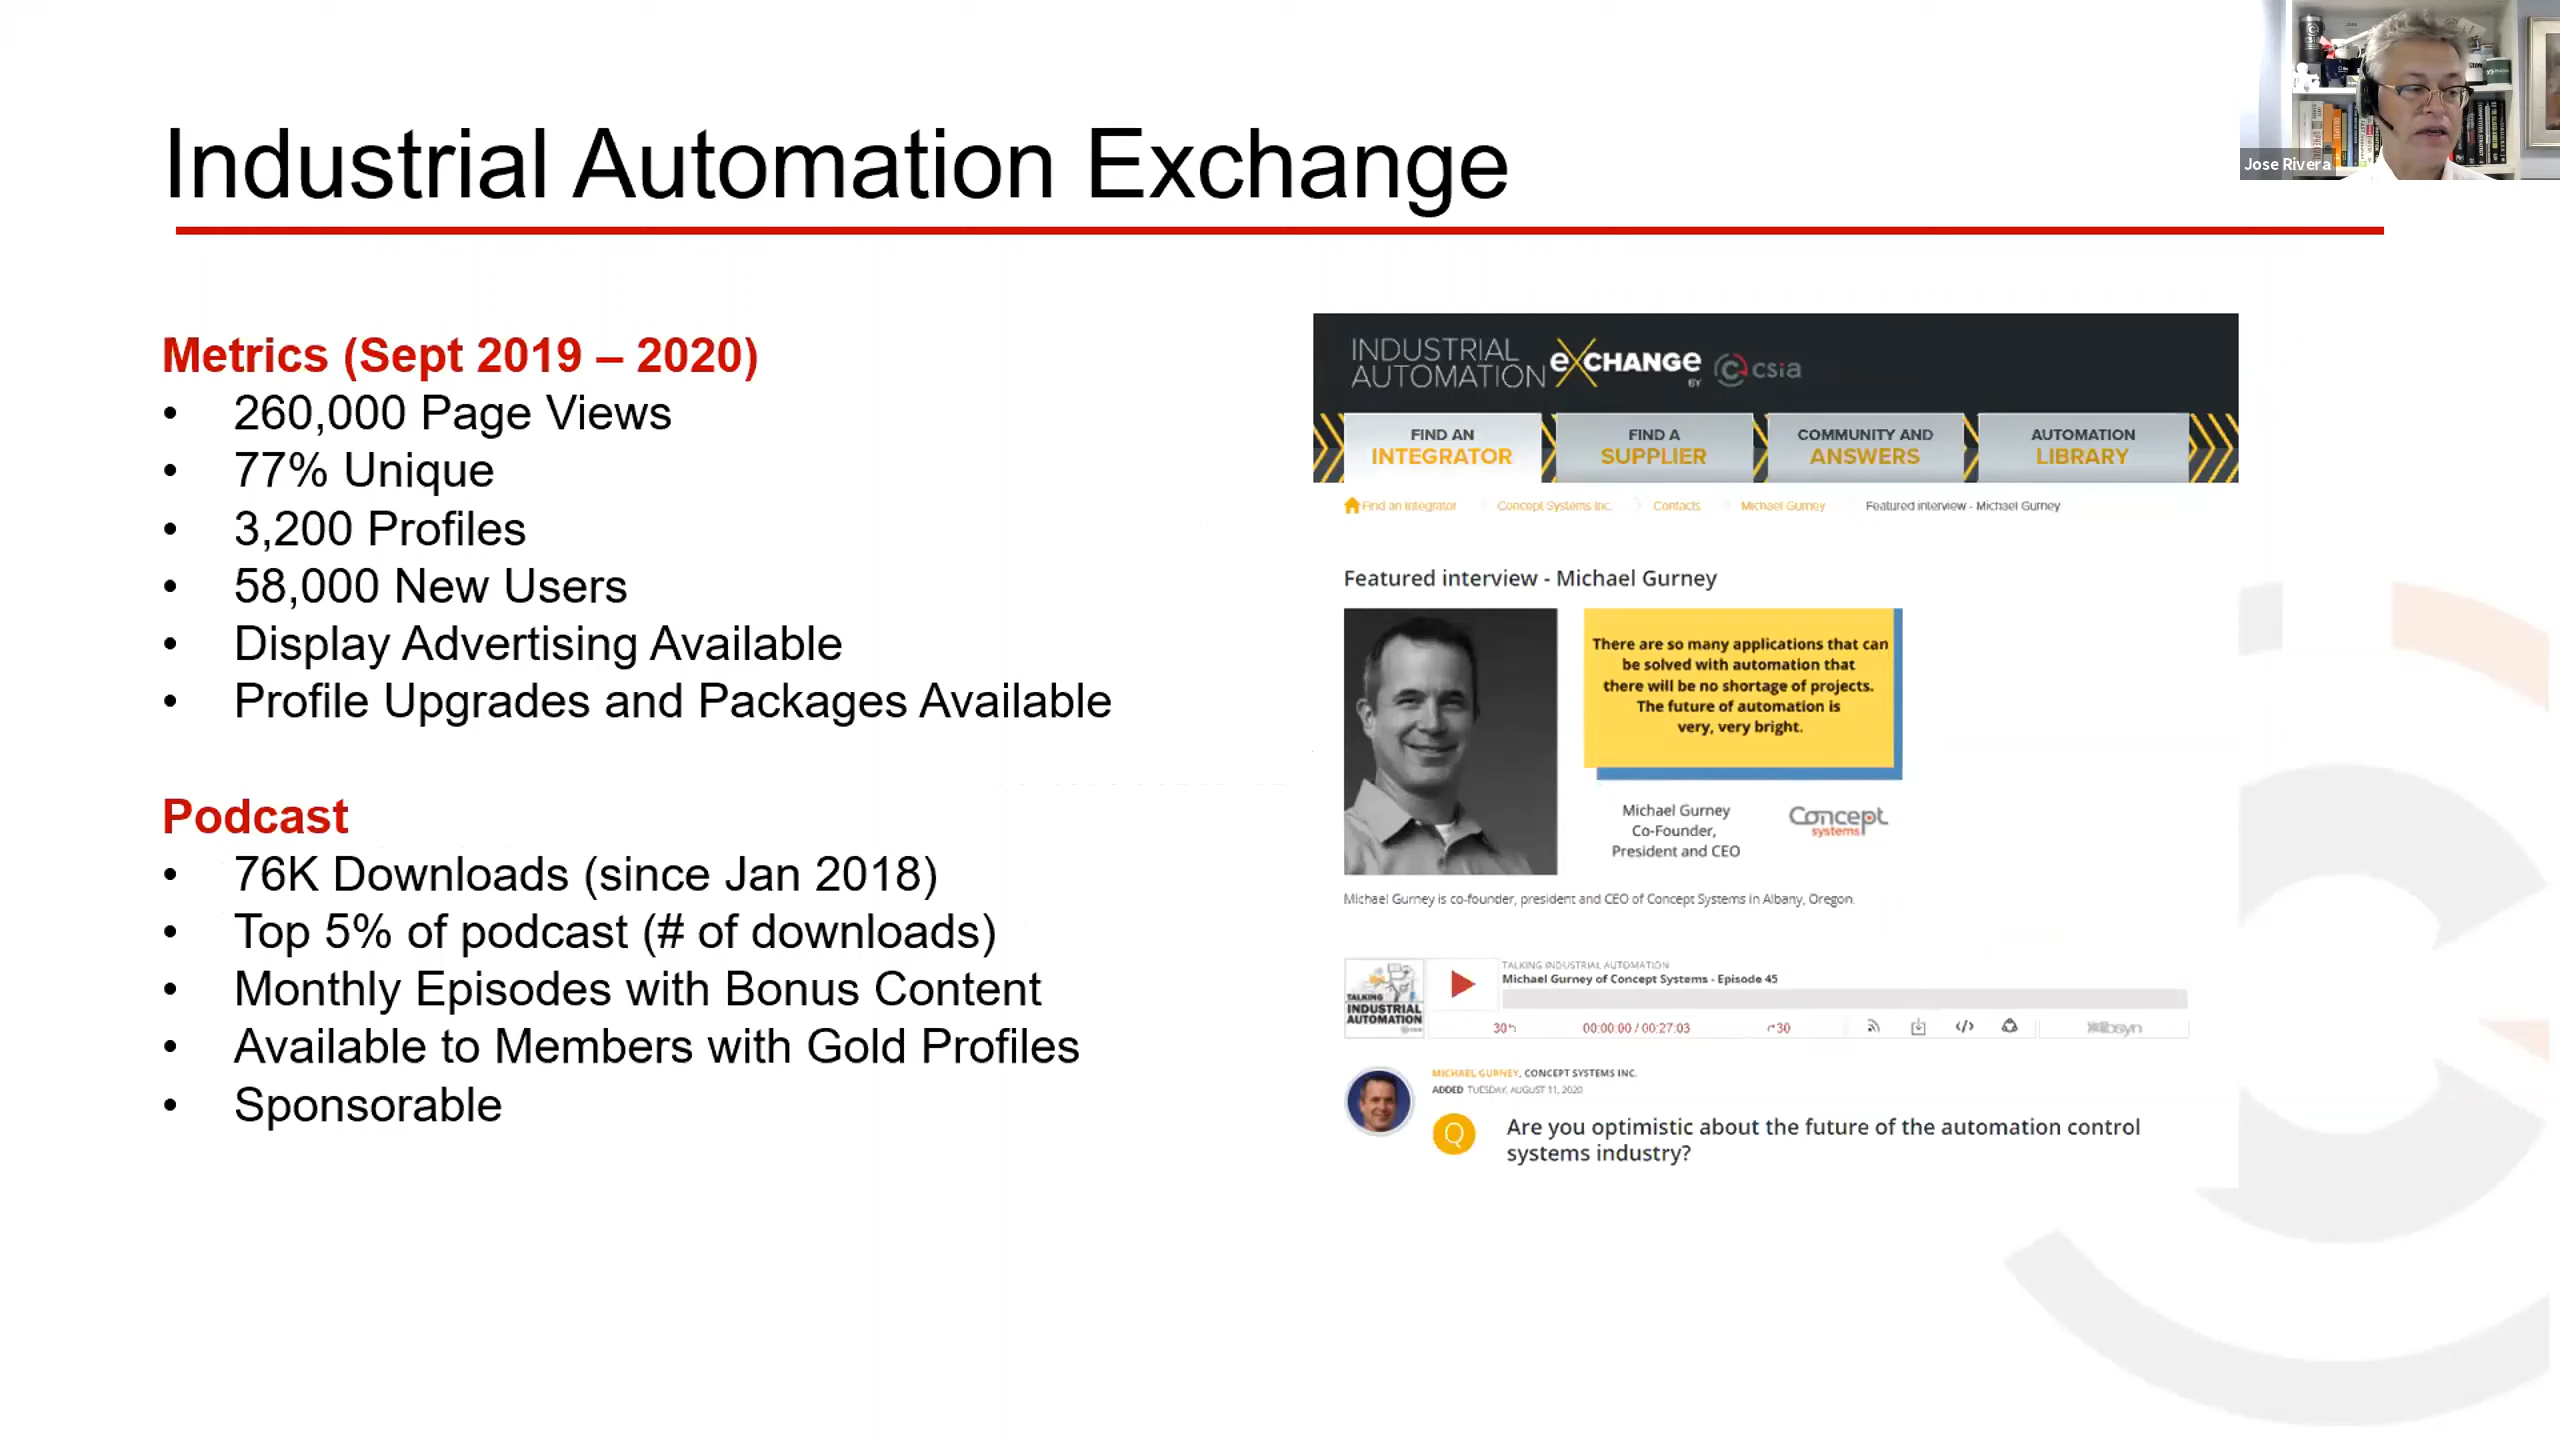 Jose Rivera
Industrial Automation Exchange
Metrics (Sept 2019 – 2020)
• 260,000 Page Views
• 77% Unique
• 3,200 Profiles
• 58,000 New Users
• Display Advertising Available
• Profile Upgrades and Packages Available
Podcast
• 76K Downloads (since Jan 2018)
• Top 5% of podcast (# of downloads)
• Monthly Episodes with Bonus Content
• Available to Members with Gold Profiles
• Sponsorable
INDUSTRIAL
AUTOMATION eXCHANGe
BY csia
FIND AN
INTEGRATOR
FIND A
SUPPLIER
COMMUNITY AND
ANSWERS
AUTOMATION
LIBRARY
Find an Integrator Concept Systems Inc. Contacts Michael Gurney Featured interview - Michael Gurney
Featured interview - Michael Gurney
There are so many applications that can
be solved with automation that
there will be no shortage of projects.
The future of automation is
very, very bright.
Michael Gurney
Co-Founder,
President and CEO
Concept
systems
Michael Gurney is co-founder, president and CEO of Concept Systems in Albany, Oregon.
TALKING
INDUSTRIAL
AUTOMATION
TALKING INDUSTRIAL AUTOMATION
Michael Gurney of Concept Systems - Episode 45
30 00:00:00 / 00:27:03 30 </> libsyn
MICHAEL GURNEY, CONCEPT SYSTEMS INC.
ADDED TUESDAY, AUGUST 11, 2020
Q Are you optimistic about the future of the automation control
systems industry?